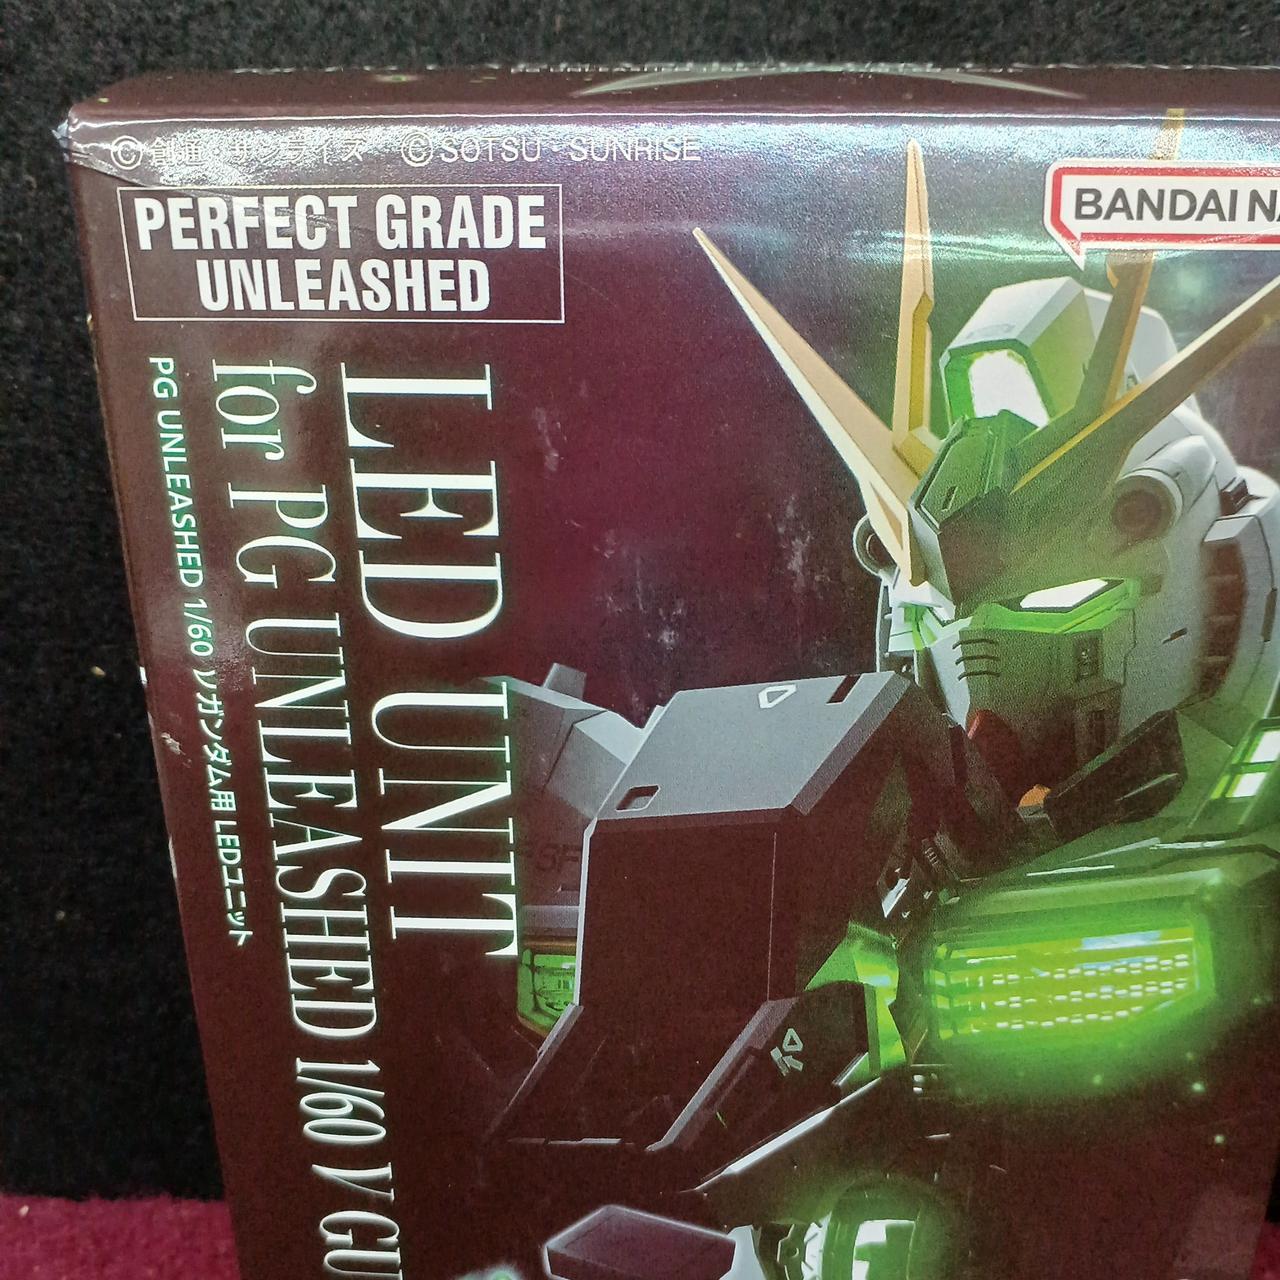 ©創通・サンライズ ©SOTSU・SUNRISE
PERFECT GRADE
UNLEASHED
BANDAI NA
LED UNIT
for PG UNLEASHED 1/60 ν GU
PG UNLEASHED 1/60 νガンダム用 LEDユニット